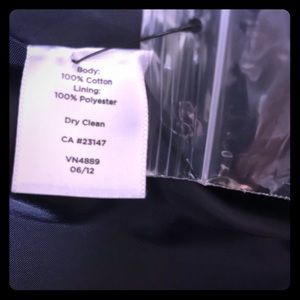 Body:
100% Cotton
Lining:
100% Polyester
Dry Clean
CA #23147
VN4889
06/12